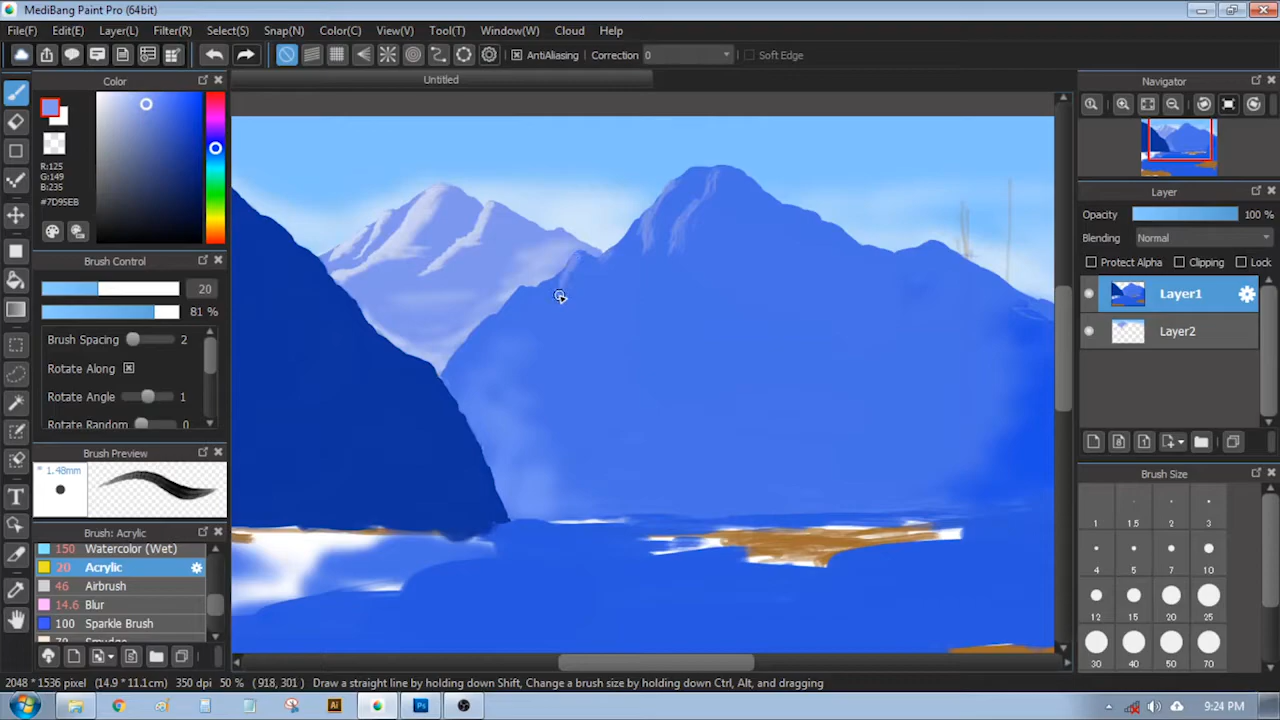 MediBang Paint Pro (64bit)
File(F) Edit(E) Layer(L) Filter(R) Select(S) Snap(N) Color(C) View(V) Tool(T) Window(W) Cloud Help
AntiAliasing Correction 0 Soft Edge
Color
Untitled
Navigator
R:125
G:149
B:235
#7D95EB
Layer
Opacity 100 %
Blending Normal
Protect Alpha Clipping Lock
Brush Control
20
81 %
Brush Spacing 2
Rotate Along
Rotate Angle 1
Rotate Random 0
Layer1
Layer2
Brush Preview
1.48mm
Brush: Acrylic
150 Watercolor (Wet)
20 Acrylic
46 Airbrush
14.6 Blur
100 Sparkle Brush
Brush Size
1 1.5 2 3
4 5 7 10
12 15 20 25
30 40 50 70
2048 * 1536 pixel (14.9 * 11.1cm) 350 dpi 50 % (918, 301) Draw a straight line by holding down Shift, Change a brush size by holding down Ctrl, Alt, and dragging
T
Ai
Ps
9:24 PM